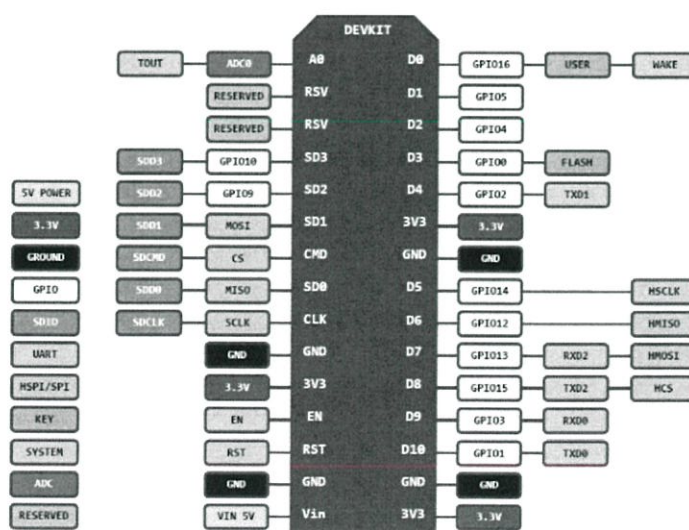 DEVKIT
TOUT ADC0 A0 D0 GPIO16 USER WAKE
RESERVED RSV D1 GPIO5
RESERVED RSV D2 GPIO4
SDD3 GPIO10 SD3 D3 GPIO0 FLASH
5V POWER SDD2 GPIO9 SD2 D4 GPIO2 TXD1
3.3V SDD1 MOSI SD1 3V3 3.3V
GROUND SDCMD CS CMD GND GND
GPIO SDD0 MISO SD0 D5 GPIO14 HSCLK
SDIO SDCLK SCLK CLK D6 GPIO12 HMISO
UART GND GND D7 GPIO13 RXD2 HMOSI
HSPI/SPI 3.3V 3V3 D8 GPIO15 TXD2 HCS
KEY EN EN D9 GPIO3 RXD0
SYSTEM RST RST D10 GPIO1 TXD0
ADC GND GND GND GND
RESERVED VIN 5V Vin 3V3 3.3V